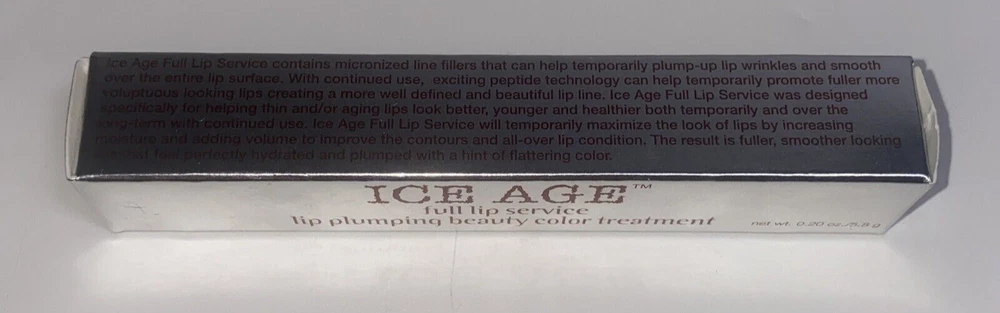 Ice Age Full Lip Service contains micronized line fillers that can help temporarily plump-up lip wrinkles and smooth
over the entire lip surface. With continued use, exciting peptide technology can help temporarily promote fuller more
voluptuous looking lips creating a more well defined and beautiful lip line. Ice Age Full Lip Service was designed
specifically for helping thin and/or aging lips look better, younger and healthier both temporarily and over the
long-term with continued use. Ice Age Full Lip Service will temporarily maximize the look of lips by increasing
moisture and adding volume to improve the contours and all-over lip condition. The result is fuller, smoother looking
that feel perfectly hydrated and plumped with a hint of flattering color.
ICE AGE™
full lip service
lip plumping beauty color treatment
net wt. 0.20 oz./5.8 g